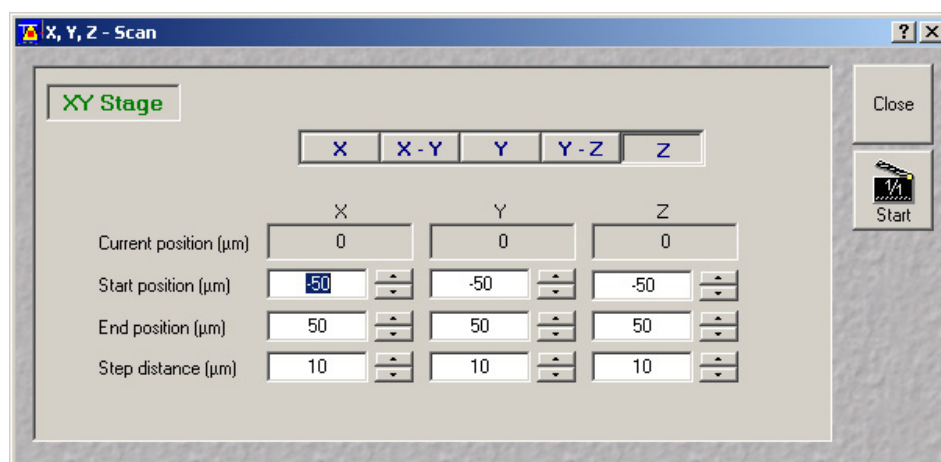 X, Y, Z - Scan
XY Stage
Close
X X - Y Y Y - Z Z
1/1
Start
X Y Z
Current position (µm) 0 0 0
Start position (µm) -50 -50 -50
End position (µm) 50 50 50
Step distance (µm) 10 10 10